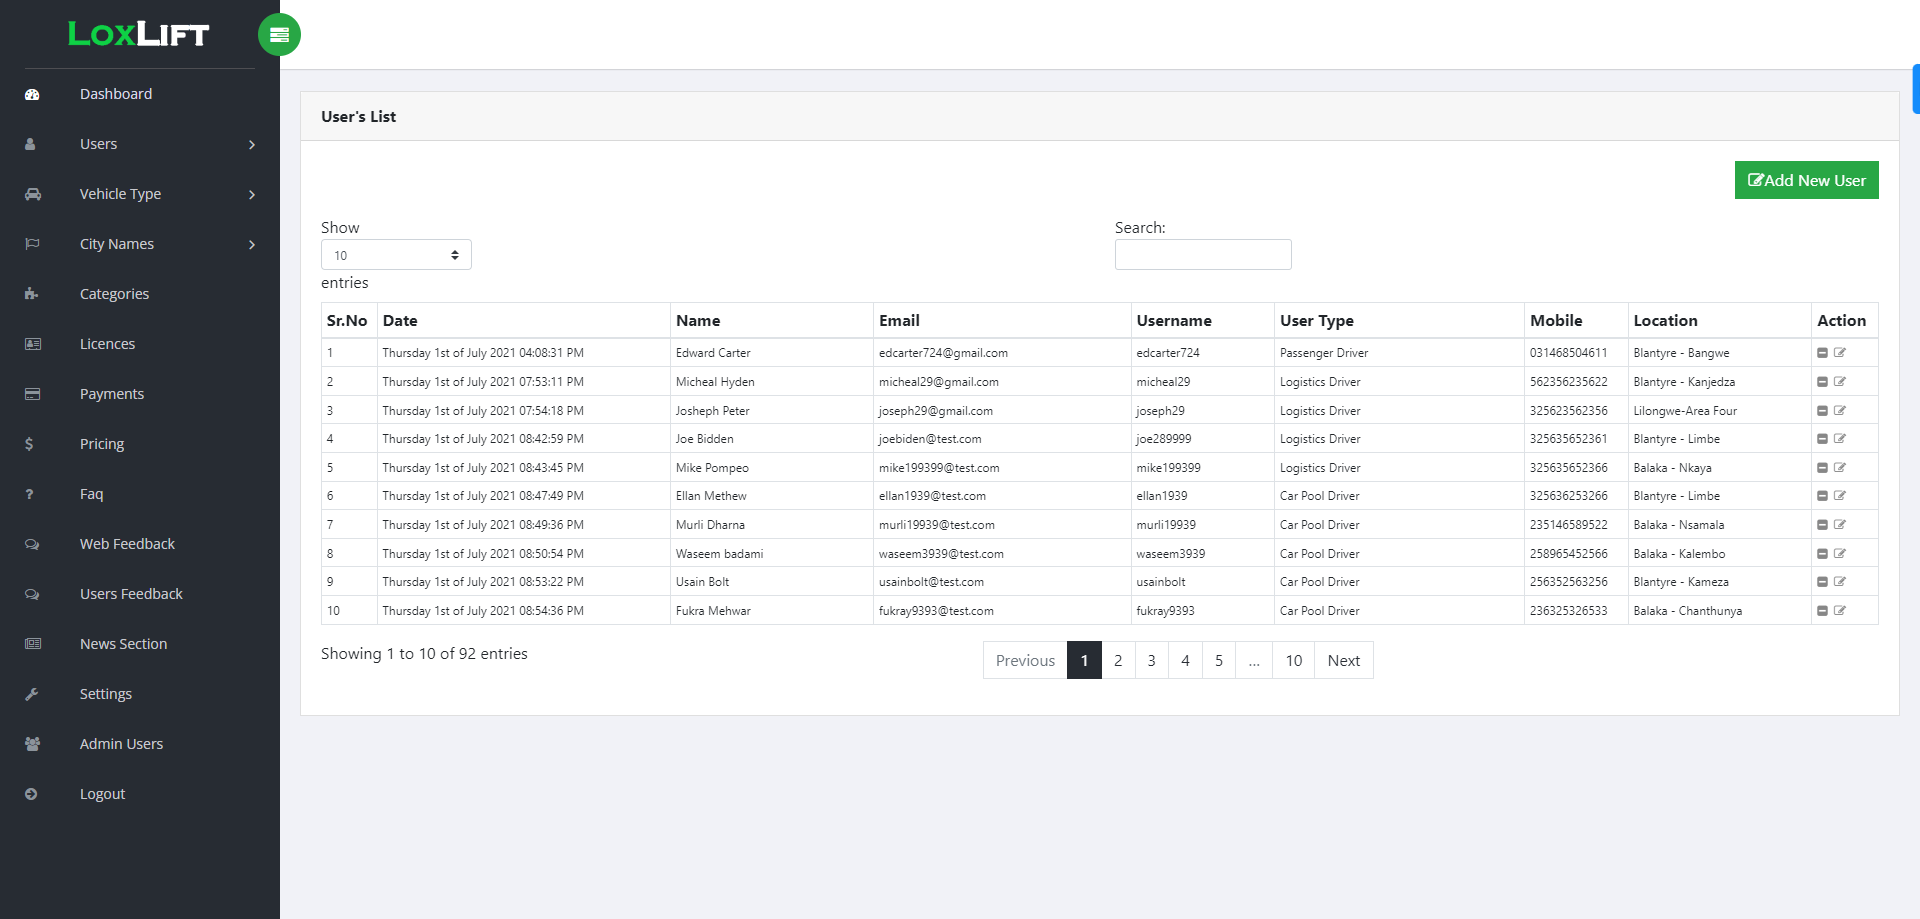 LOXLIFT
Dashboard
Users
Vehicle Type
City Names
Categories
Licences
Payments
Pricing
Faq
Web Feedback
Users Feedback
News Section
Settings
Admin Users
Logout
User's List
Add New User
Show
10
entries
Search:
Sr.No Date Name Email Username User Type Mobile Location Action
1 Thursday 1st of July 2021 04:08:31 PM Edward Carter edcarter724@gmail.com edcarter724 Passenger Driver 031468504611 Blantyre - Bangwe
2 Thursday 1st of July 2021 07:53:11 PM Micheal Hyden micheal29@gmail.com micheal29 Logistics Driver 562356235622 Blantyre - Kanjedza
3 Thursday 1st of July 2021 07:54:18 PM Josheph Peter joseph29@gmail.com joseph29 Logistics Driver 325623562356 Lilongwe-Area Four
4 Thursday 1st of July 2021 08:42:59 PM Joe Bidden joebiden@test.com joe289999 Logistics Driver 325635652361 Blantyre - Limbe
5 Thursday 1st of July 2021 08:43:45 PM Mike Pompeo mike199399@test.com mike199399 Logistics Driver 325635652366 Balaka - Nkaya
6 Thursday 1st of July 2021 08:47:49 PM Ellan Methew ellan1939@test.com ellan1939 Car Pool Driver 325636253266 Blantyre - Limbe
7 Thursday 1st of July 2021 08:49:36 PM Murli Dharna murli19939@test.com murli19939 Car Pool Driver 235146589522 Balaka - Nsamala
8 Thursday 1st of July 2021 08:50:54 PM Waseem badami waseem3939@test.com waseem3939 Car Pool Driver 258965452566 Balaka - Kalembo
9 Thursday 1st of July 2021 08:53:22 PM Usain Bolt usainbolt@test.com usainbolt Car Pool Driver 256352563256 Blantyre - Kameza
10 Thursday 1st of July 2021 08:54:36 PM Fukra Mehwar fukray9393@test.com fukray9393 Car Pool Driver 236325326533 Balaka - Chanthunya
Showing 1 to 10 of 92 entries
Previous 1 2 3 4 5 ... 10 Next